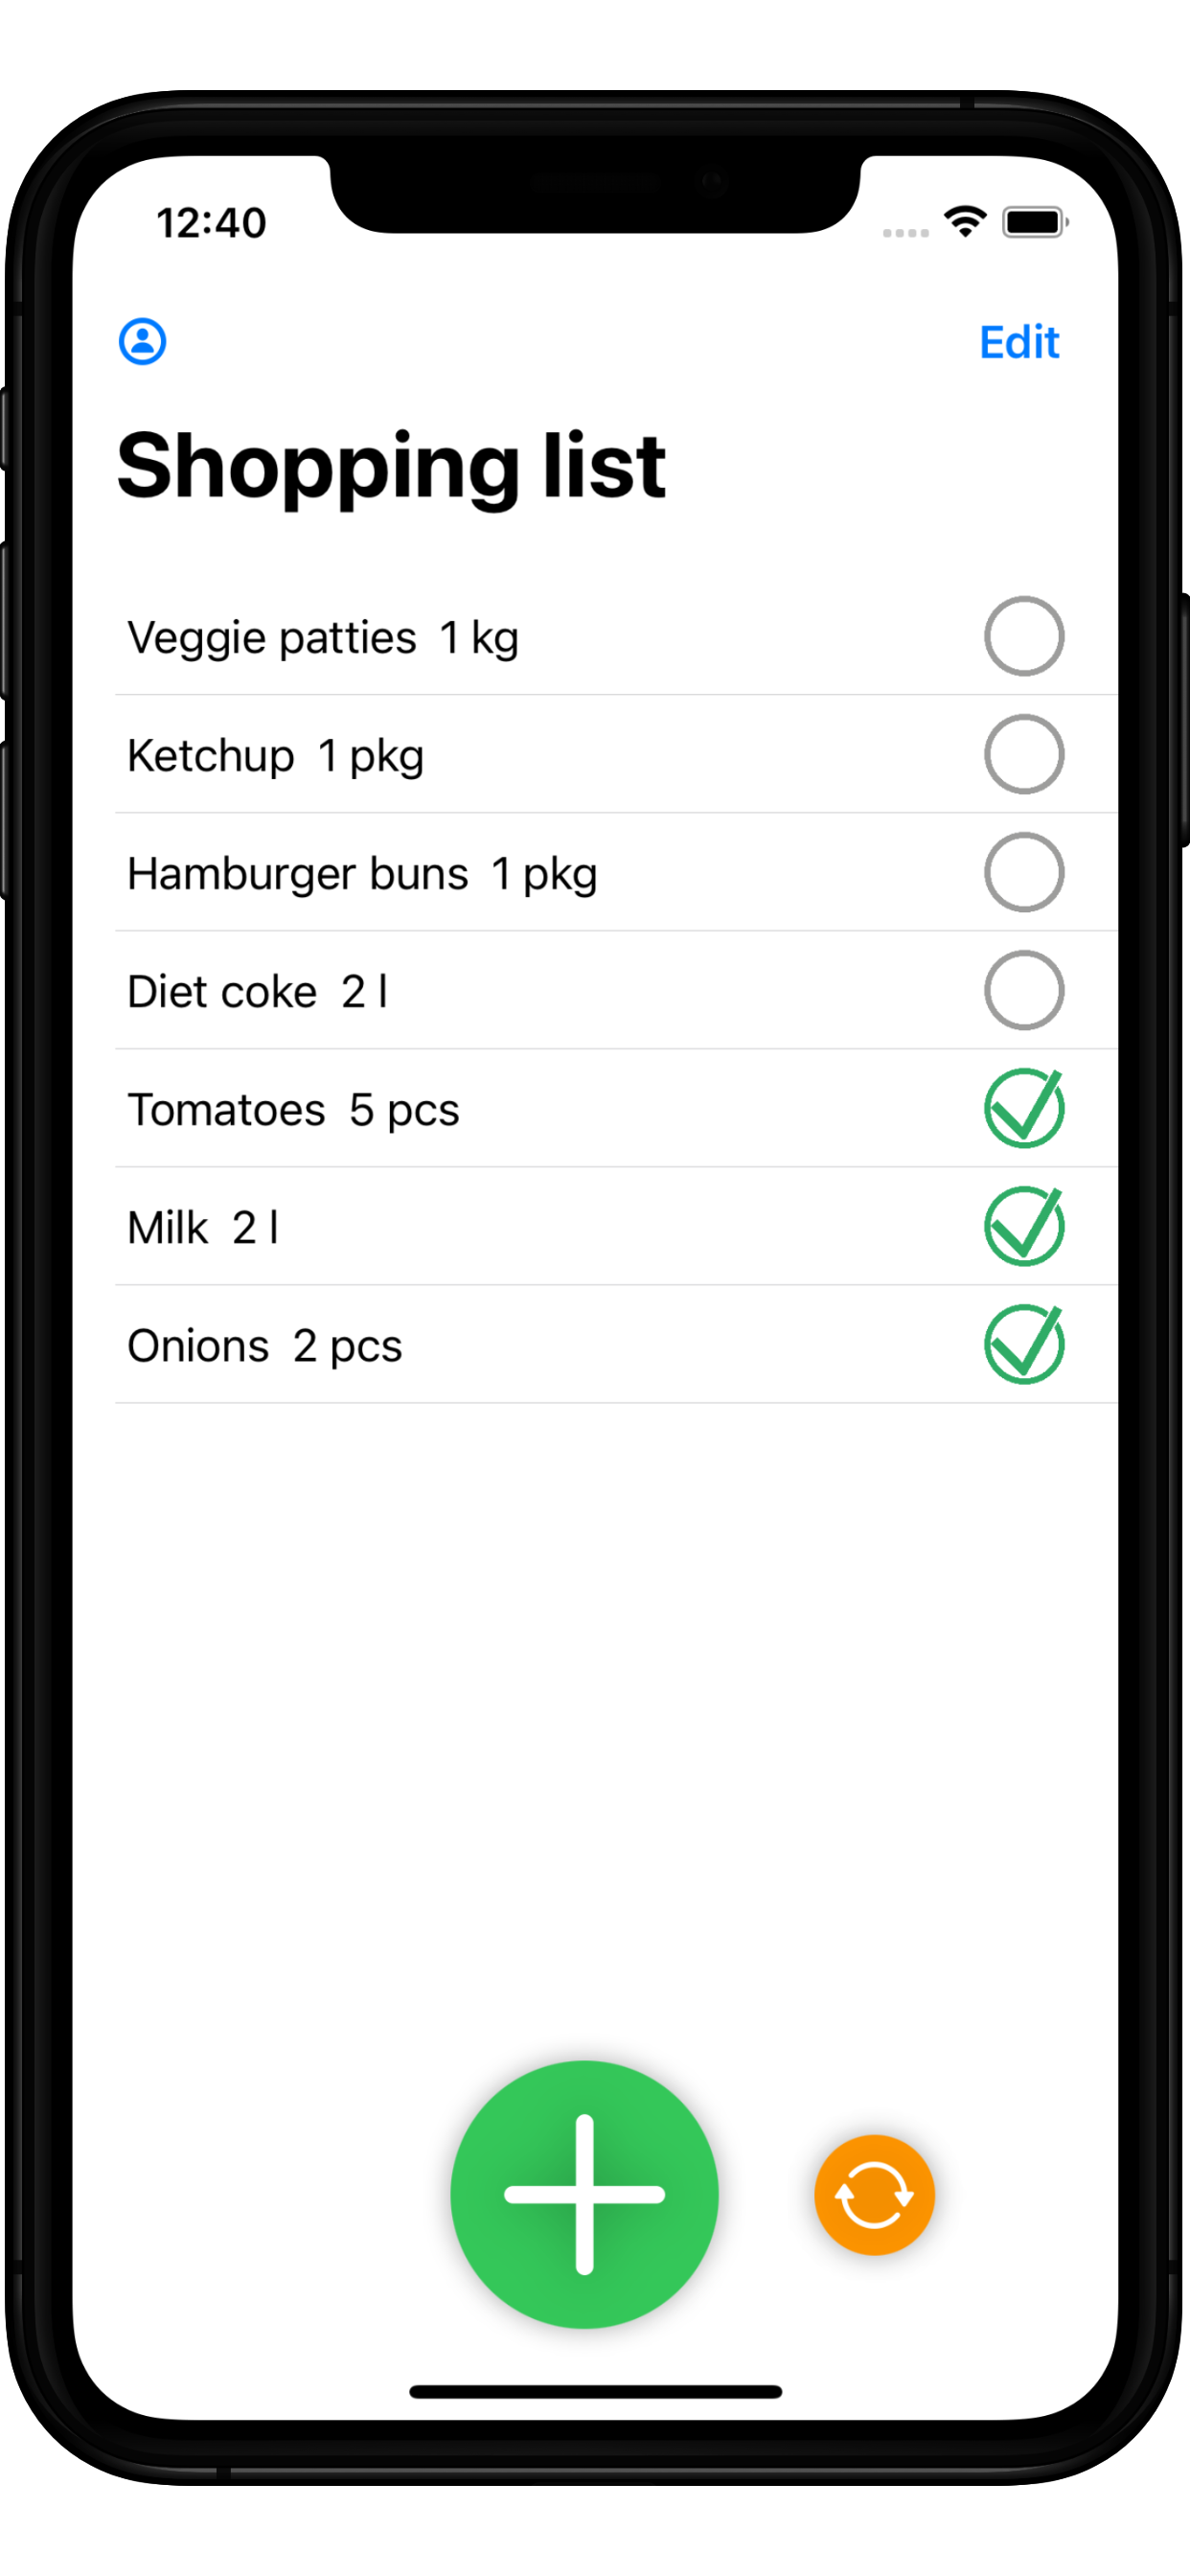 12:40
Edit
Shopping list
Veggie patties 1 kg
Ketchup 1 pkg
Hamburger buns 1 pkg
Diet coke 2 l
Tomatoes 5 pcs
Milk 2 l
Onions 2 pcs